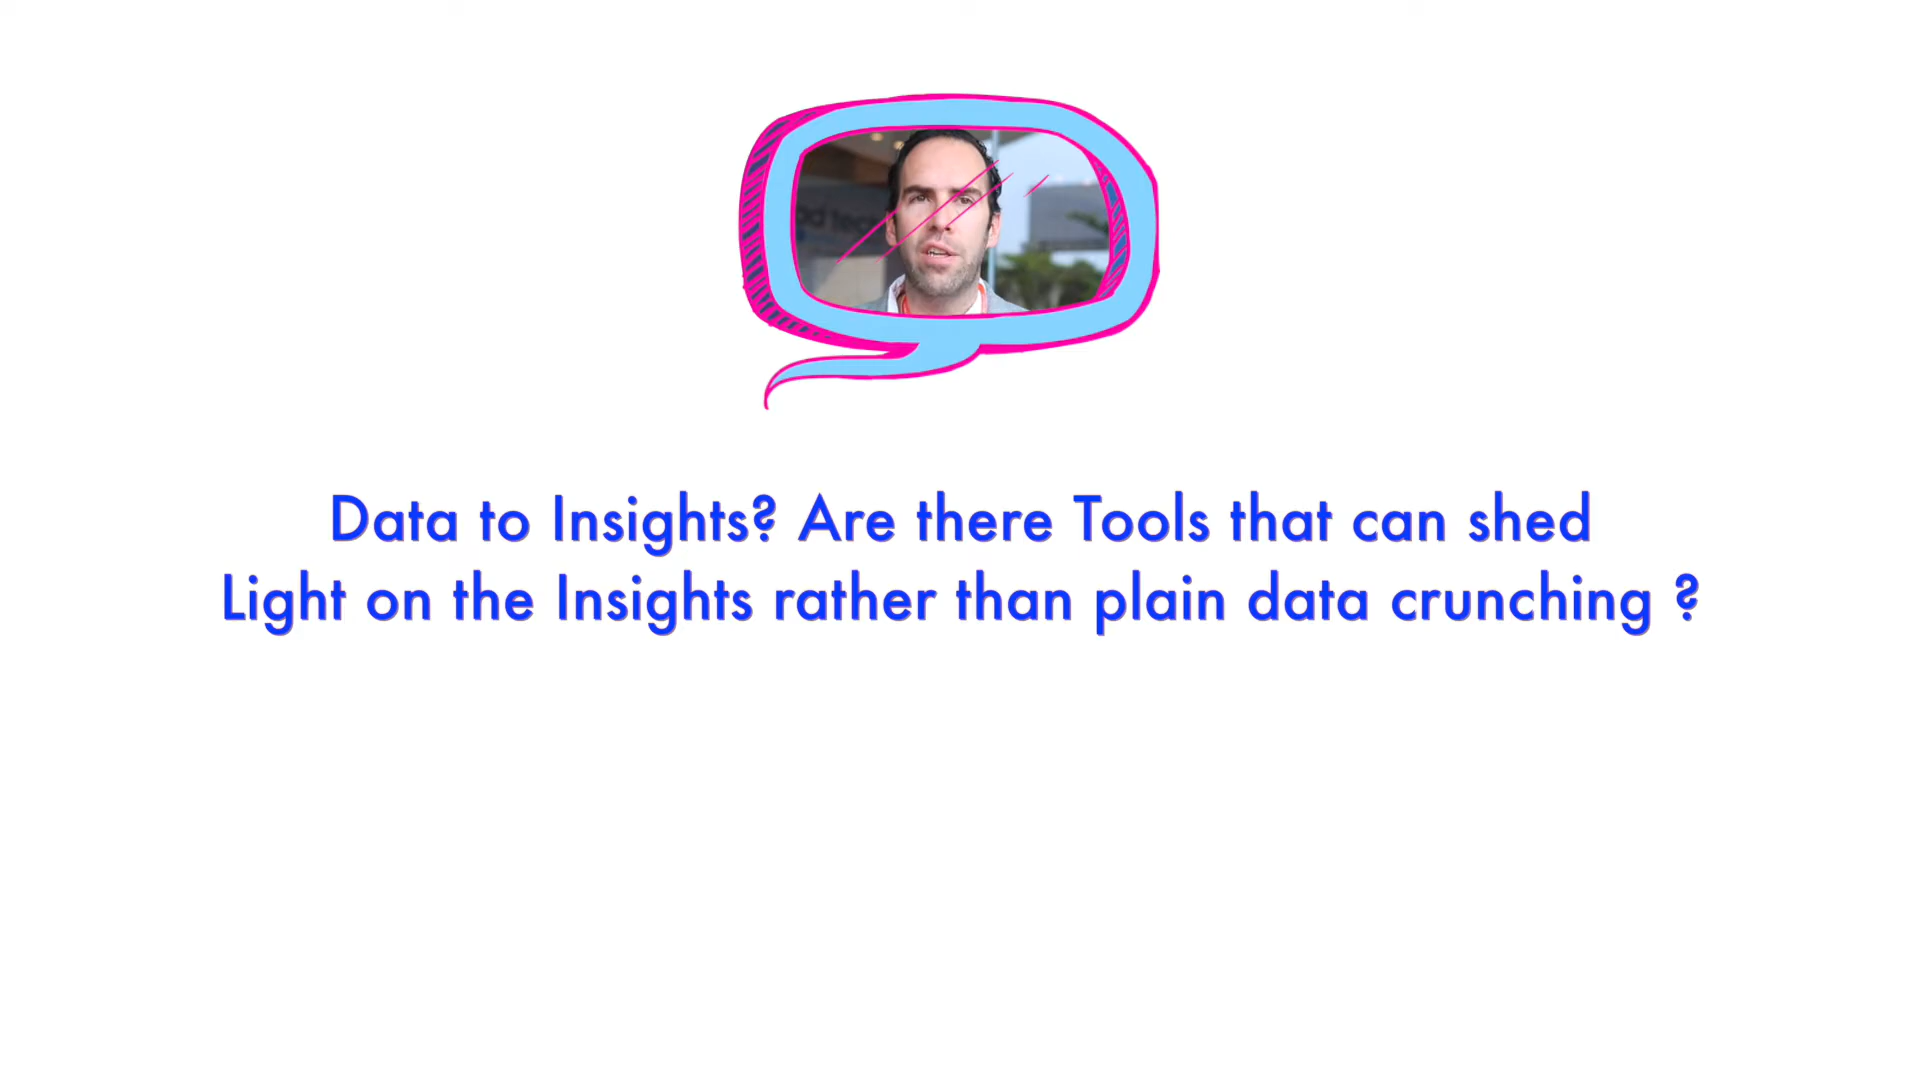 Data to Insights? Are there Tools that can shed
Light on the Insights rather than plain data crunching ?